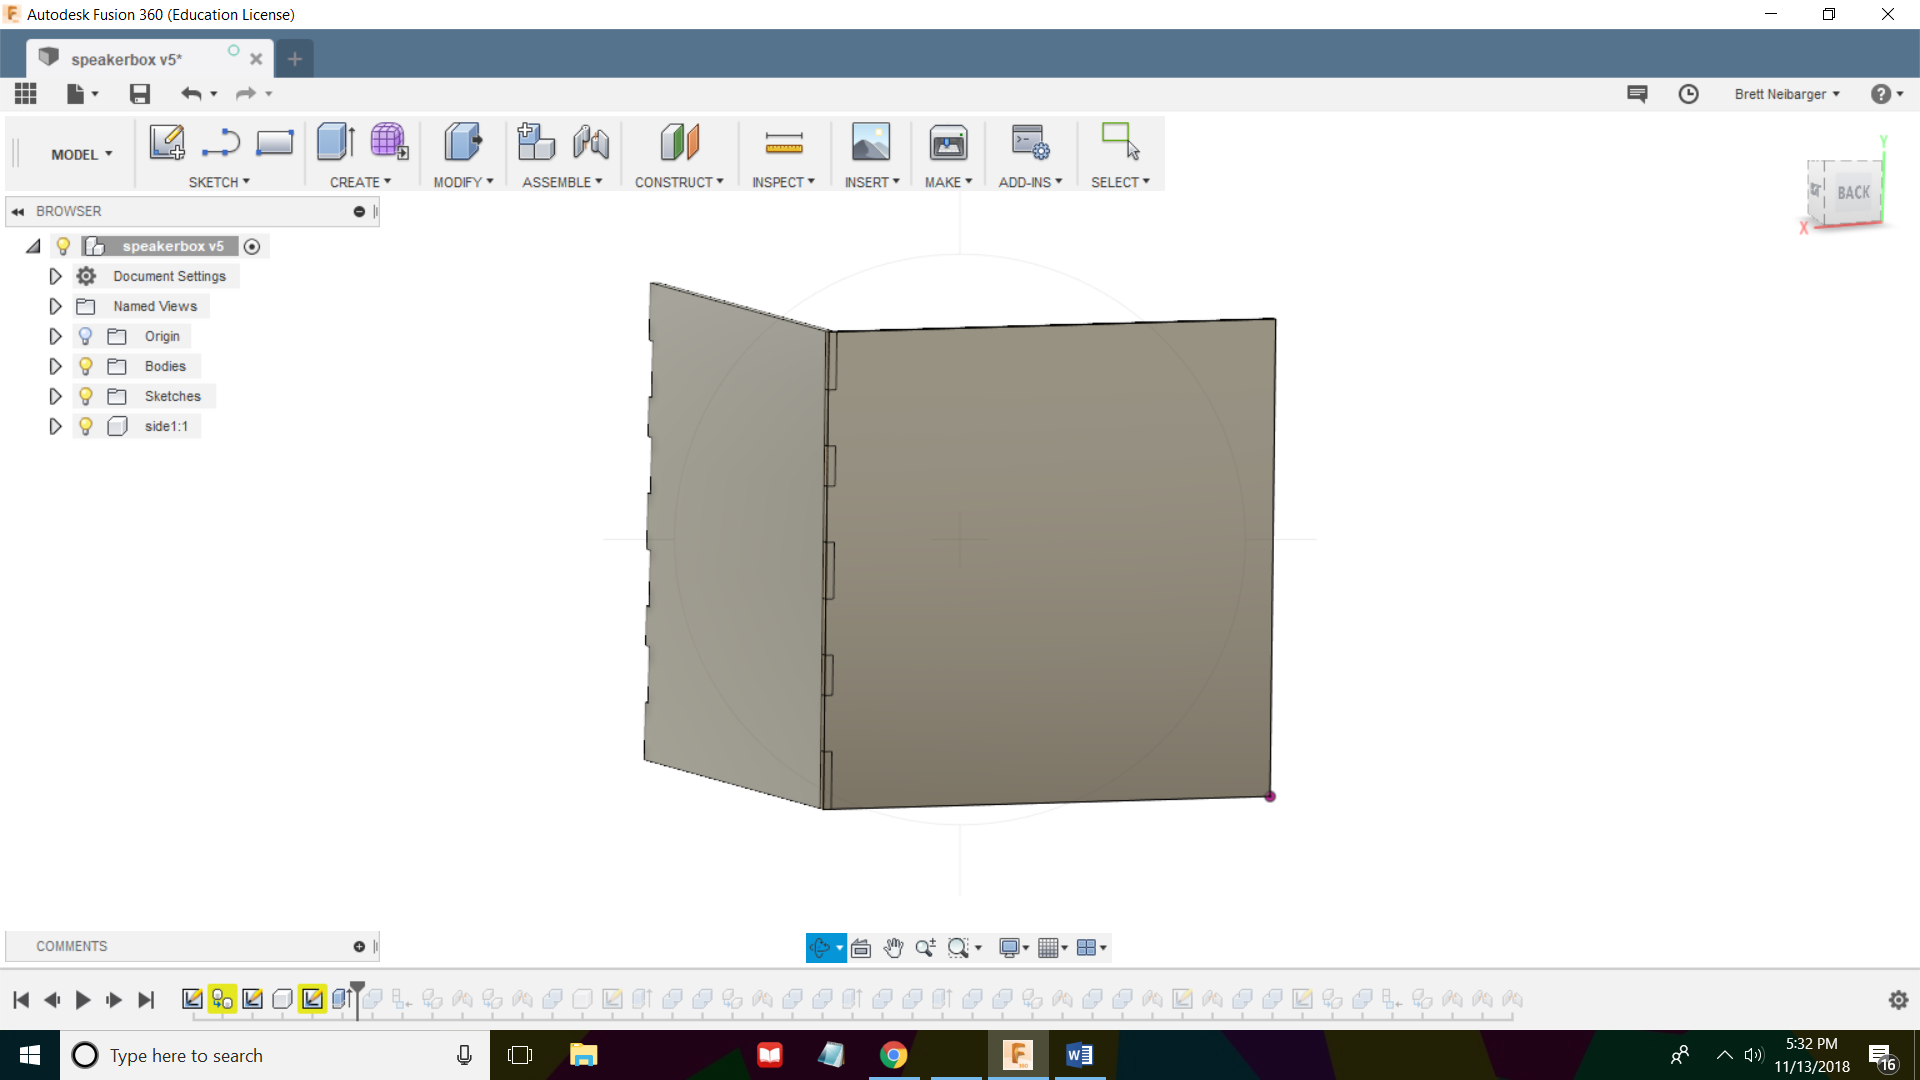 Autodesk Fusion 360 (Education License)
speakerbox v5*
Brett Neibarger
MODEL
SKETCH
CREATE
MODIFY
ASSEMBLE
CONSTRUCT
INSPECT
INSERT
MAKE
ADD-INS
SELECT
Y
BACK
X
BROWSER
speakerbox v5
Document Settings
Named Views
Origin
Bodies
Sketches
side1:1
COMMENTS
Type here to search
5:32 PM
11/13/2018
16